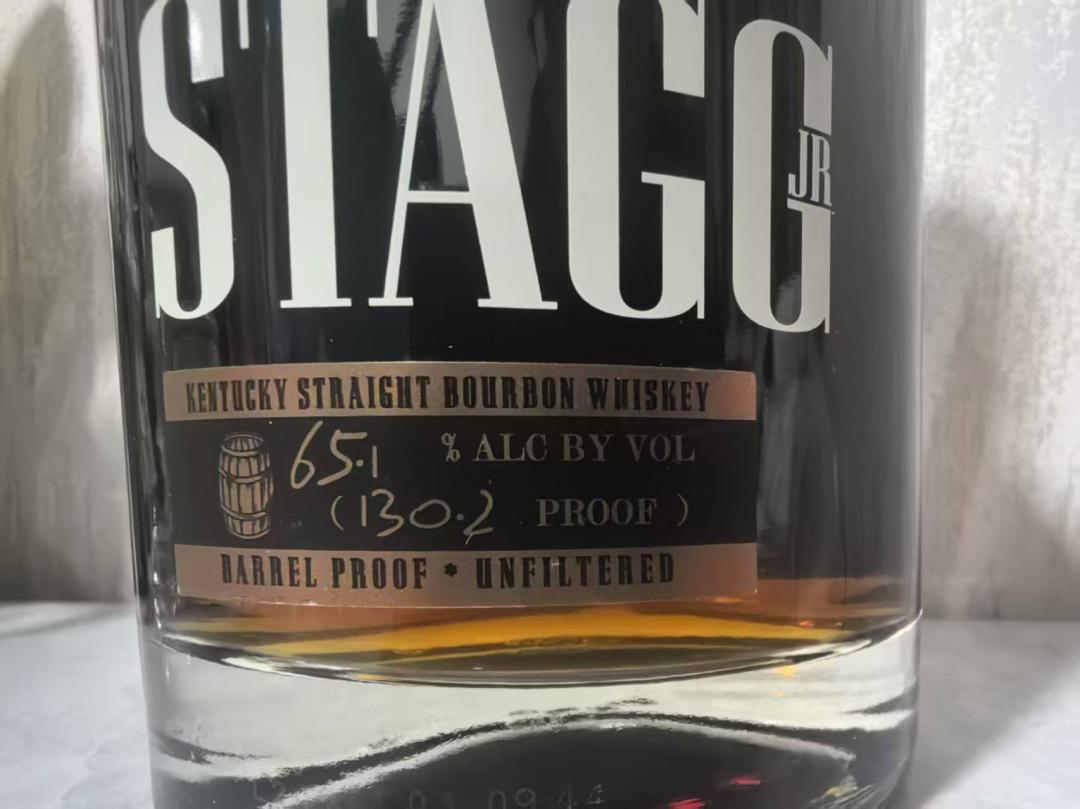 STAGG JR
KENTUCKY STRAIGHT BOURBON WHISKEY
65.1 % ALC BY VOL
(130.2 PROOF)
BARREL PROOF * UNFILTERED